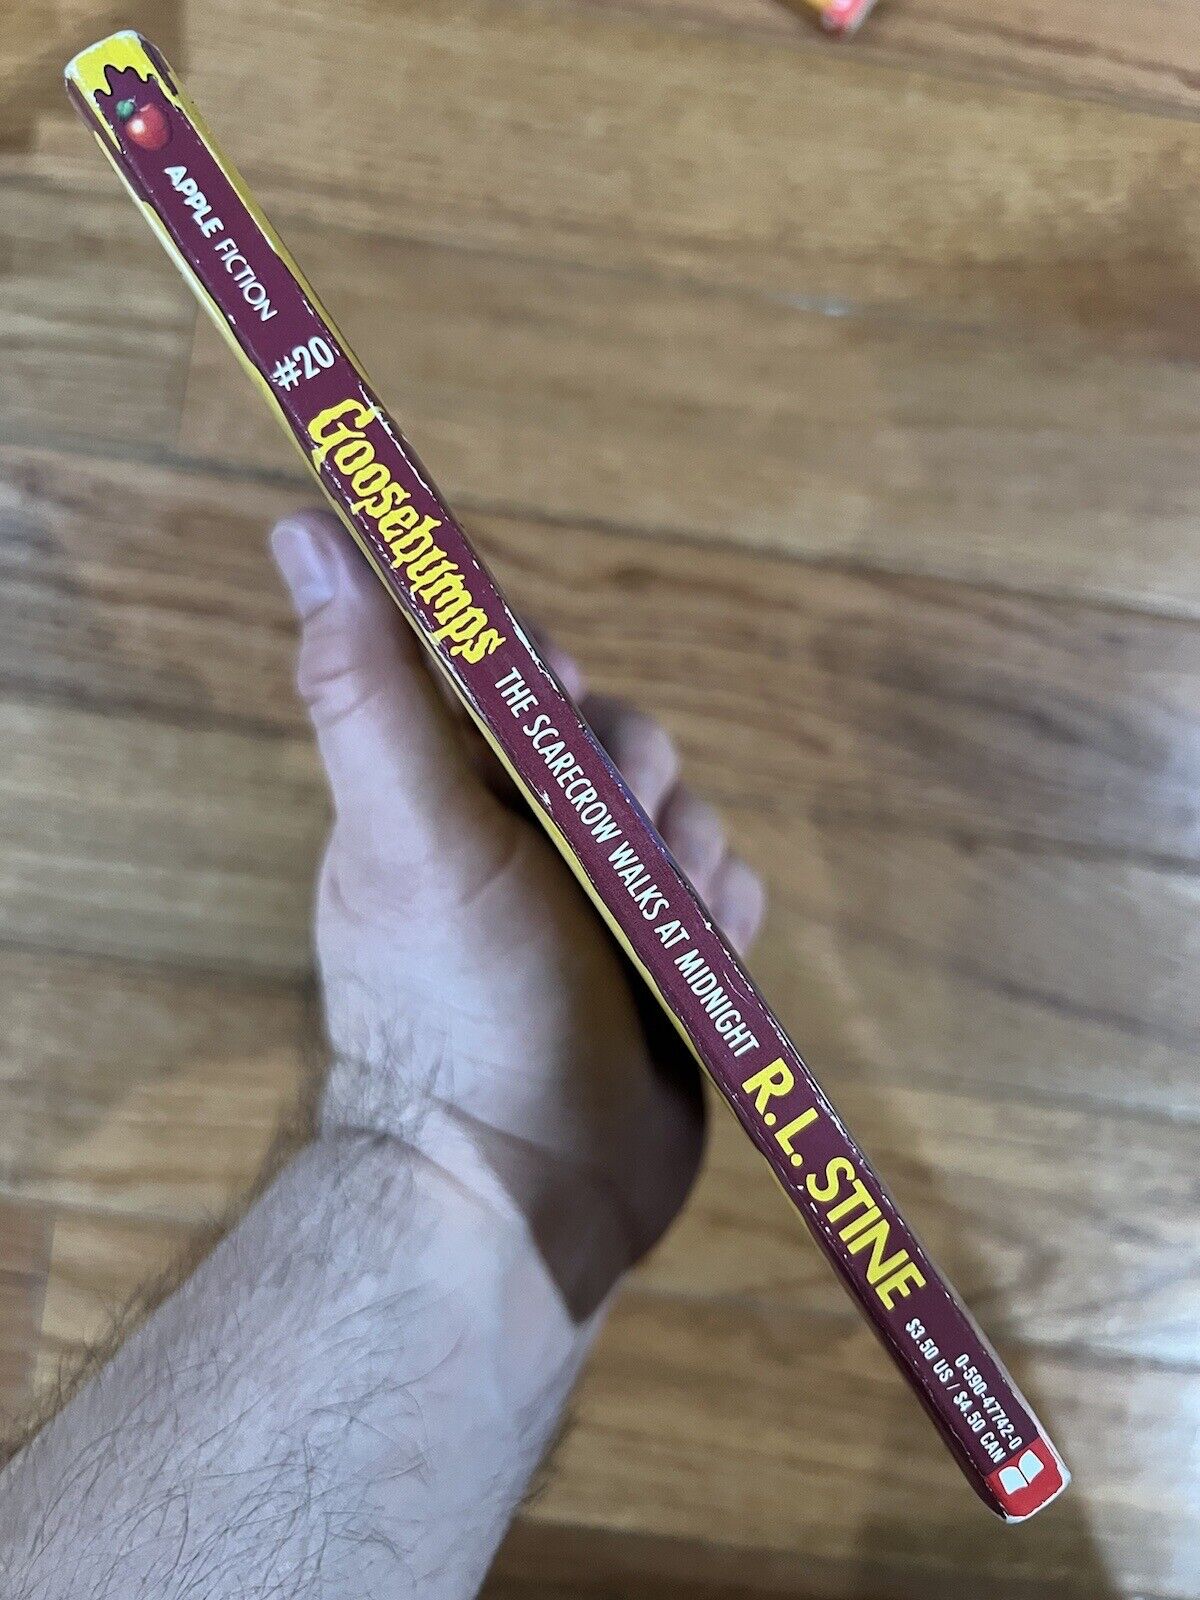 APPLE FICTION
#20
Goosebumps
THE SCARECROW WALKS AT MIDNIGHT
R.L. STINE
0-590-47742-0
$3.50 US / $4.50 CAN